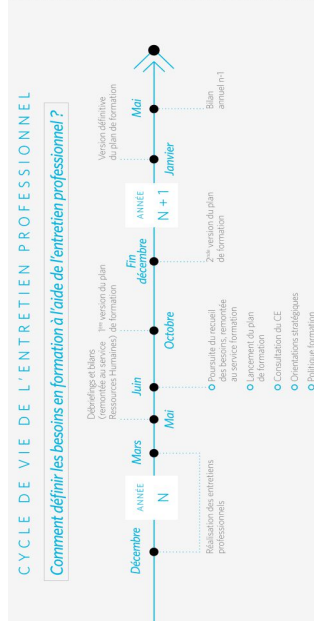 CYCLE DE VIE DE L'ENTRETIEN PROFESSIONNEL
Comment définir les besoins en formation à l'aide de l'entretien professionnel ?
Décembre
Réalisation des entretiens
professionnels
ANNÉE
N
Mars
Mai
Débriefings et bilans
(remontée au service
Ressources Humaines)
Juin
Poursuite du recueil
des besoins, remontée
au service formation
Lancement du plan
de formation
Consultation du CE
Orientations stratégiques
Politique formation
1ère version du plan
de formation
Octobre
Fin
décembre
2nde version du plan
de formation
ANNÉE
N + 1
Janvier
Version définitive
du plan de formation
Mai
Bilan
annuel n-1